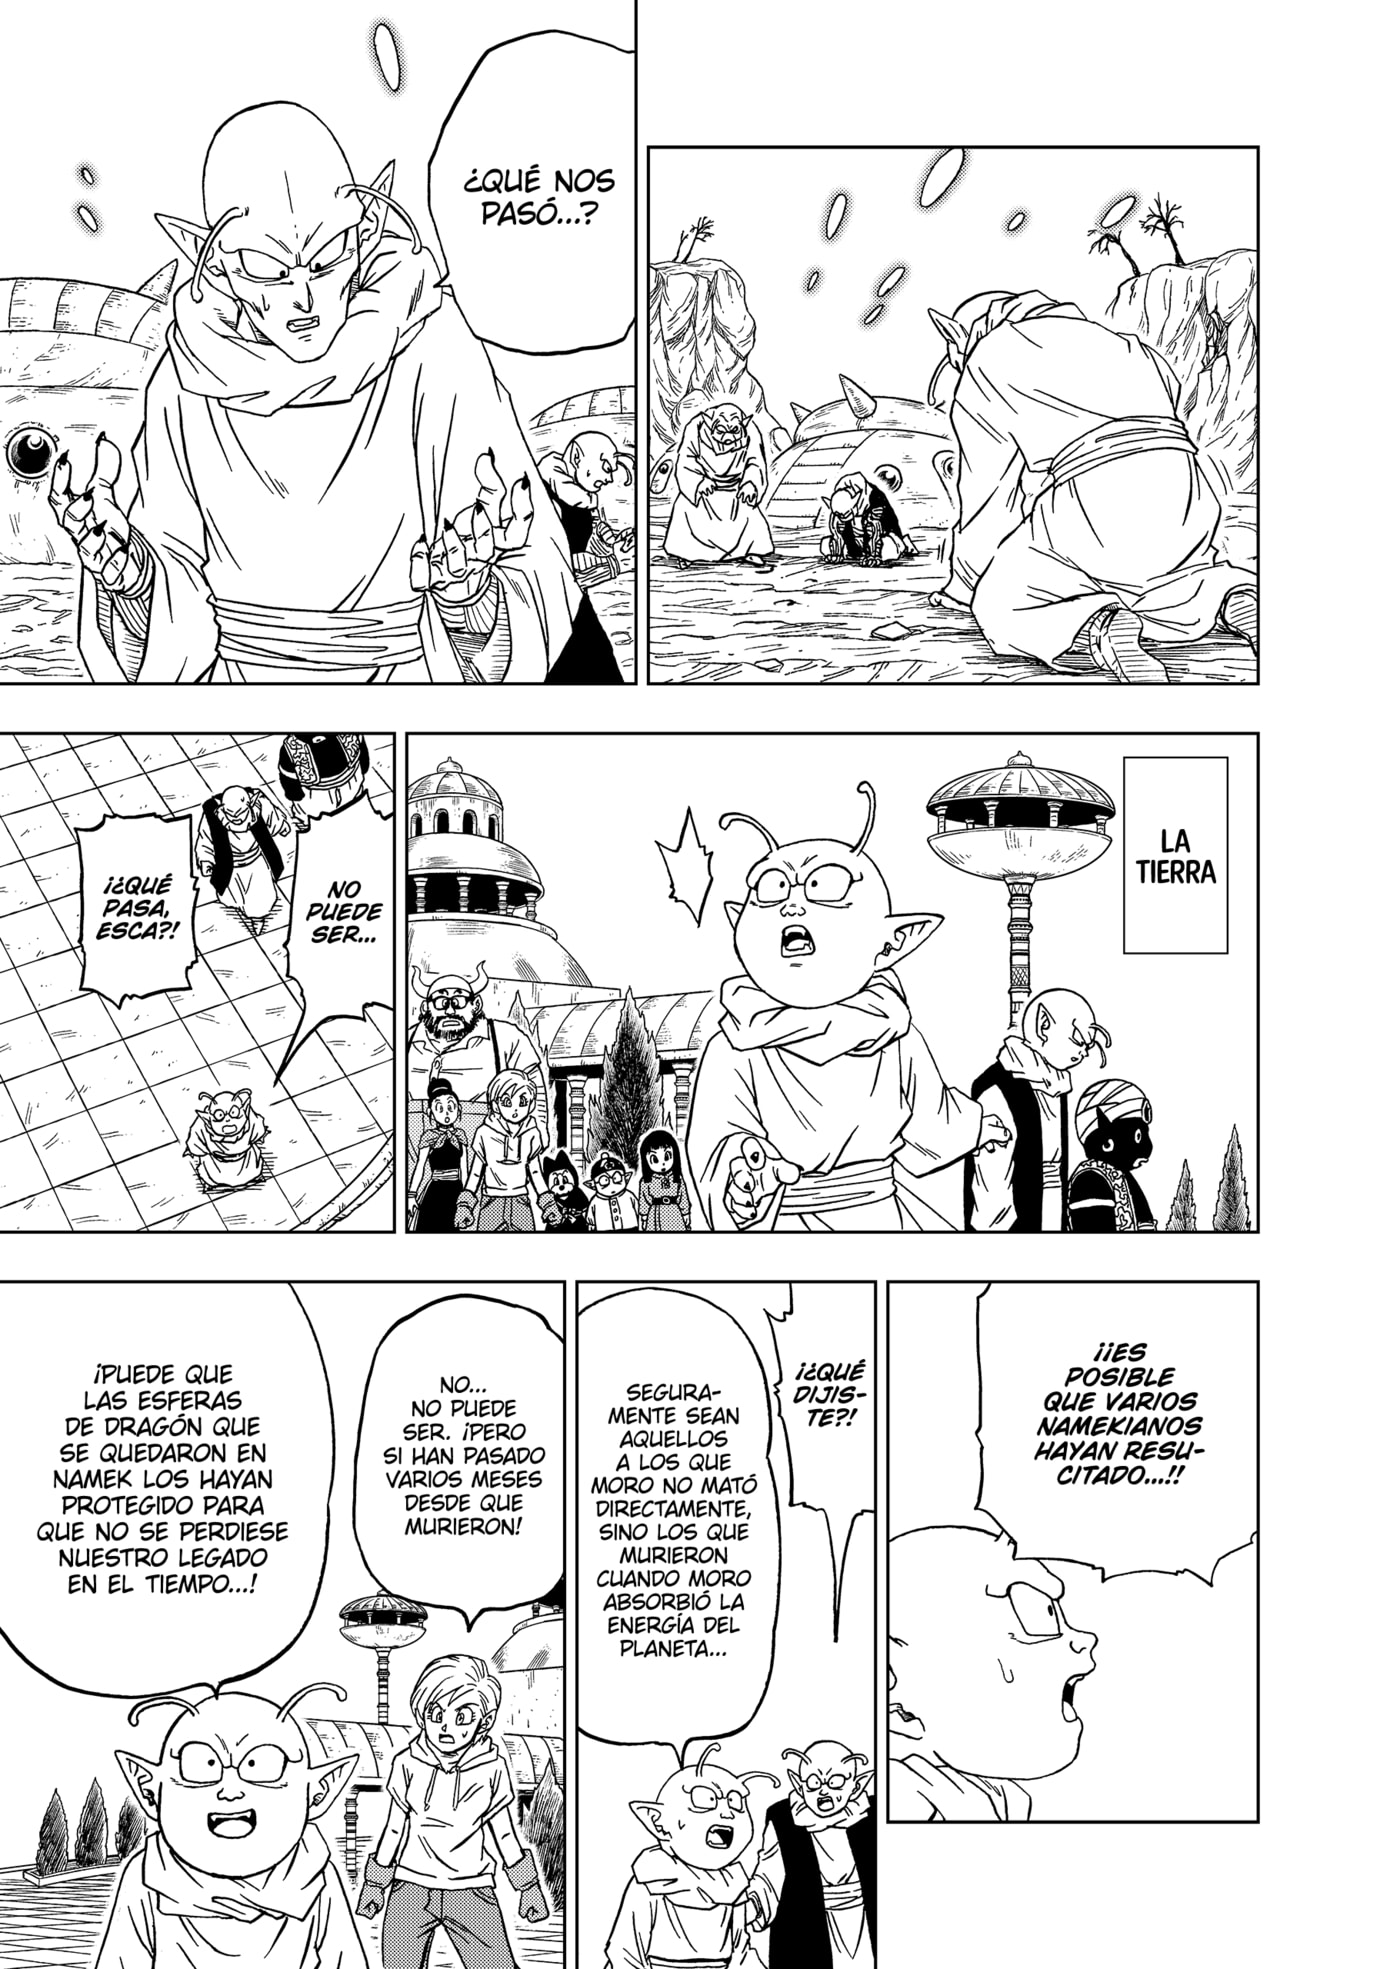 ¿QUÉ NOS
PASÓ...?
LA
TIERRA
NO
PUEDE
SER...
¡¿QUÉ
PASA,
ESCA?!
¡¡ES
POSIBLE
QUE VARIOS
NAMEKIANOS
HAYAN RESU-
CITADO...!!
¡¿QUÉ
DIJIS-
TE?!
SEGURA-
MENTE SEAN
AQUELLOS
A LOS QUE
MORO NO MATÓ
DIRECTAMENTE,
SINO LOS QUE
MURIERON
CUANDO MORO
ABSORBIÓ LA
ENERGÍA DEL
PLANETA...
NO...
NO PUEDE
SER. ¡PERO
SI HAN PASADO
VARIOS MESES
DESDE QUE
MURIERON!
¡PUEDE QUE
LAS ESFERAS
DE DRAGÓN QUE
SE QUEDARON EN
NAMEK LOS HAYAN
PROTEGIDO PARA
QUE NO SE PERDIESE
NUESTRO LEGADO
EN EL TIEMPO...!